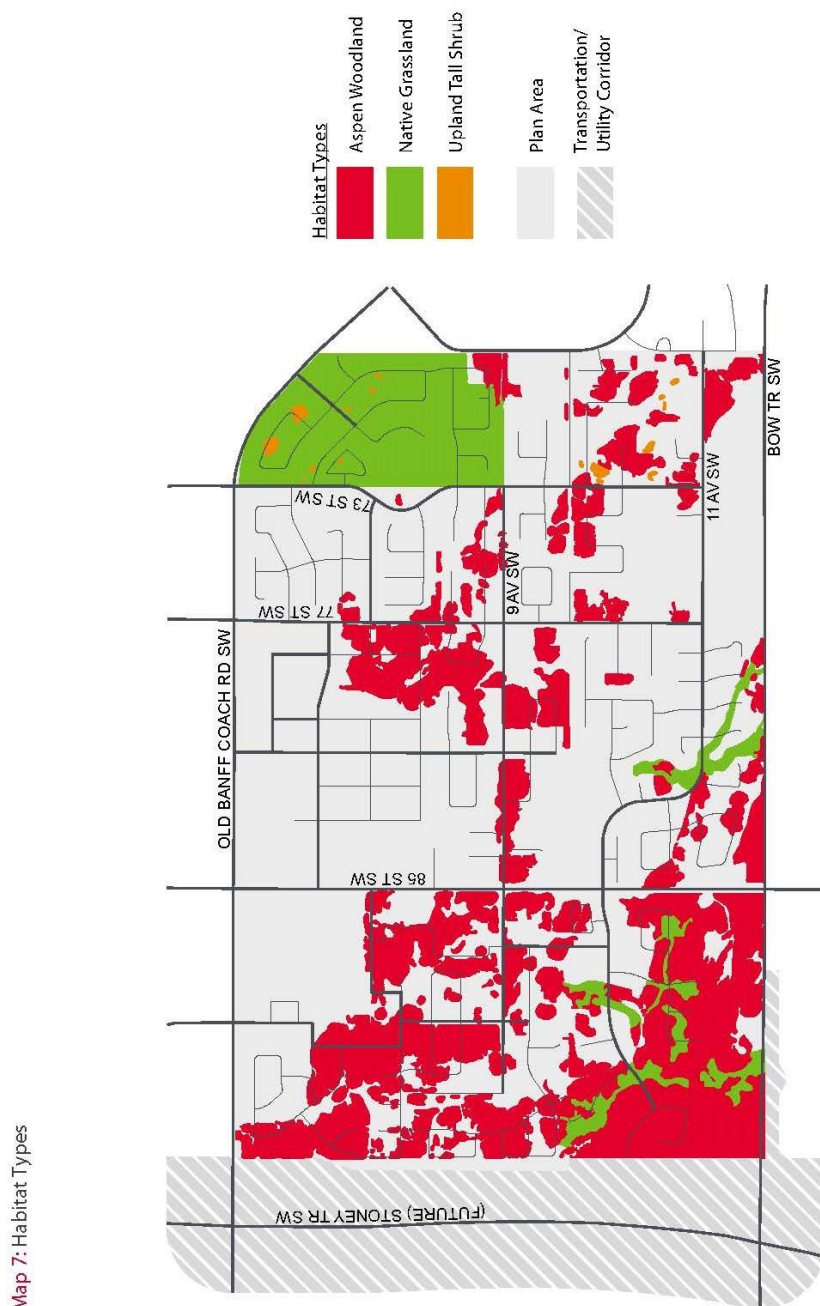 Map 7: Habitat Types
Habitat Types
Aspen Woodland
Native Grassland
Upland Tall Shrub
Plan Area
Transportation/
Utility Corridor
OLD BANFF COACH RD SW
73 ST SW
77 ST SW
85 ST SW
9 AV SW
11 AV SW
BOW TR SW
(FUTURE) STONEY TR SW